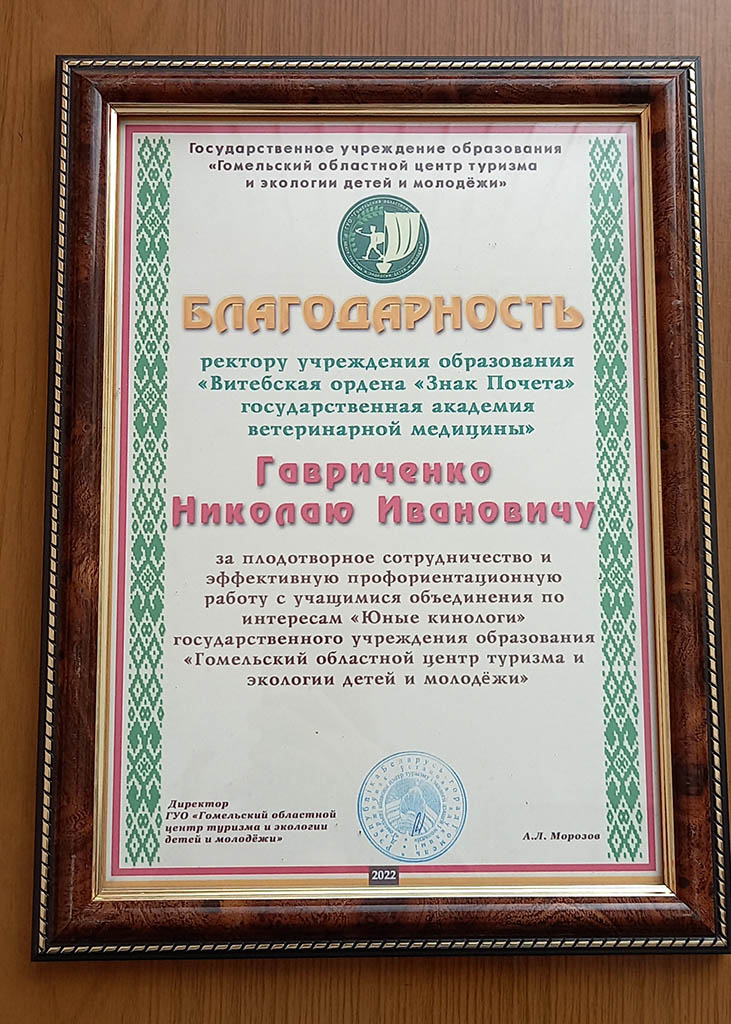 Государственное учреждение образования
«Гомельский областной центр туризма
и экологии детей и молодёжи»
БЛАГОДАРНОСТЬ
ректору учреждения образования
«Витебская ордена «Знак Почета»
государственная академия
ветеринарной медицины»
Гавриченко
Николаю Ивановичу
за плодотворное сотрудничество и
эффективную профориентационную
работу с учащимися объединения по
интересам «Юные кинологи»
государственного учреждения образования
«Гомельский областной центр туризма и
экологии детей и молодёжи»
Директор
ГУО «Гомельский областной
центр туризма и экологии
детей и молодёжи»
А.Л. Морозов
2022